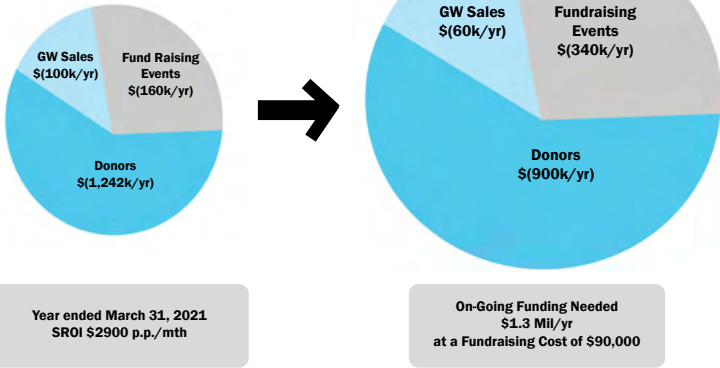 GW Sales
$(100k/yr)
Fund Raising
Events
$(160k/yr)
Donors
$(1,242k/yr)
Year ended March 31, 2021
SROI $2900 p.p./mth
GW Sales
$(60k/yr)
Fundraising
Events
$(340k/yr)
Donors
$(900k/yr)
On-Going Funding Needed
$1.3 Mil/yr
at a Fundraising Cost of $90,000